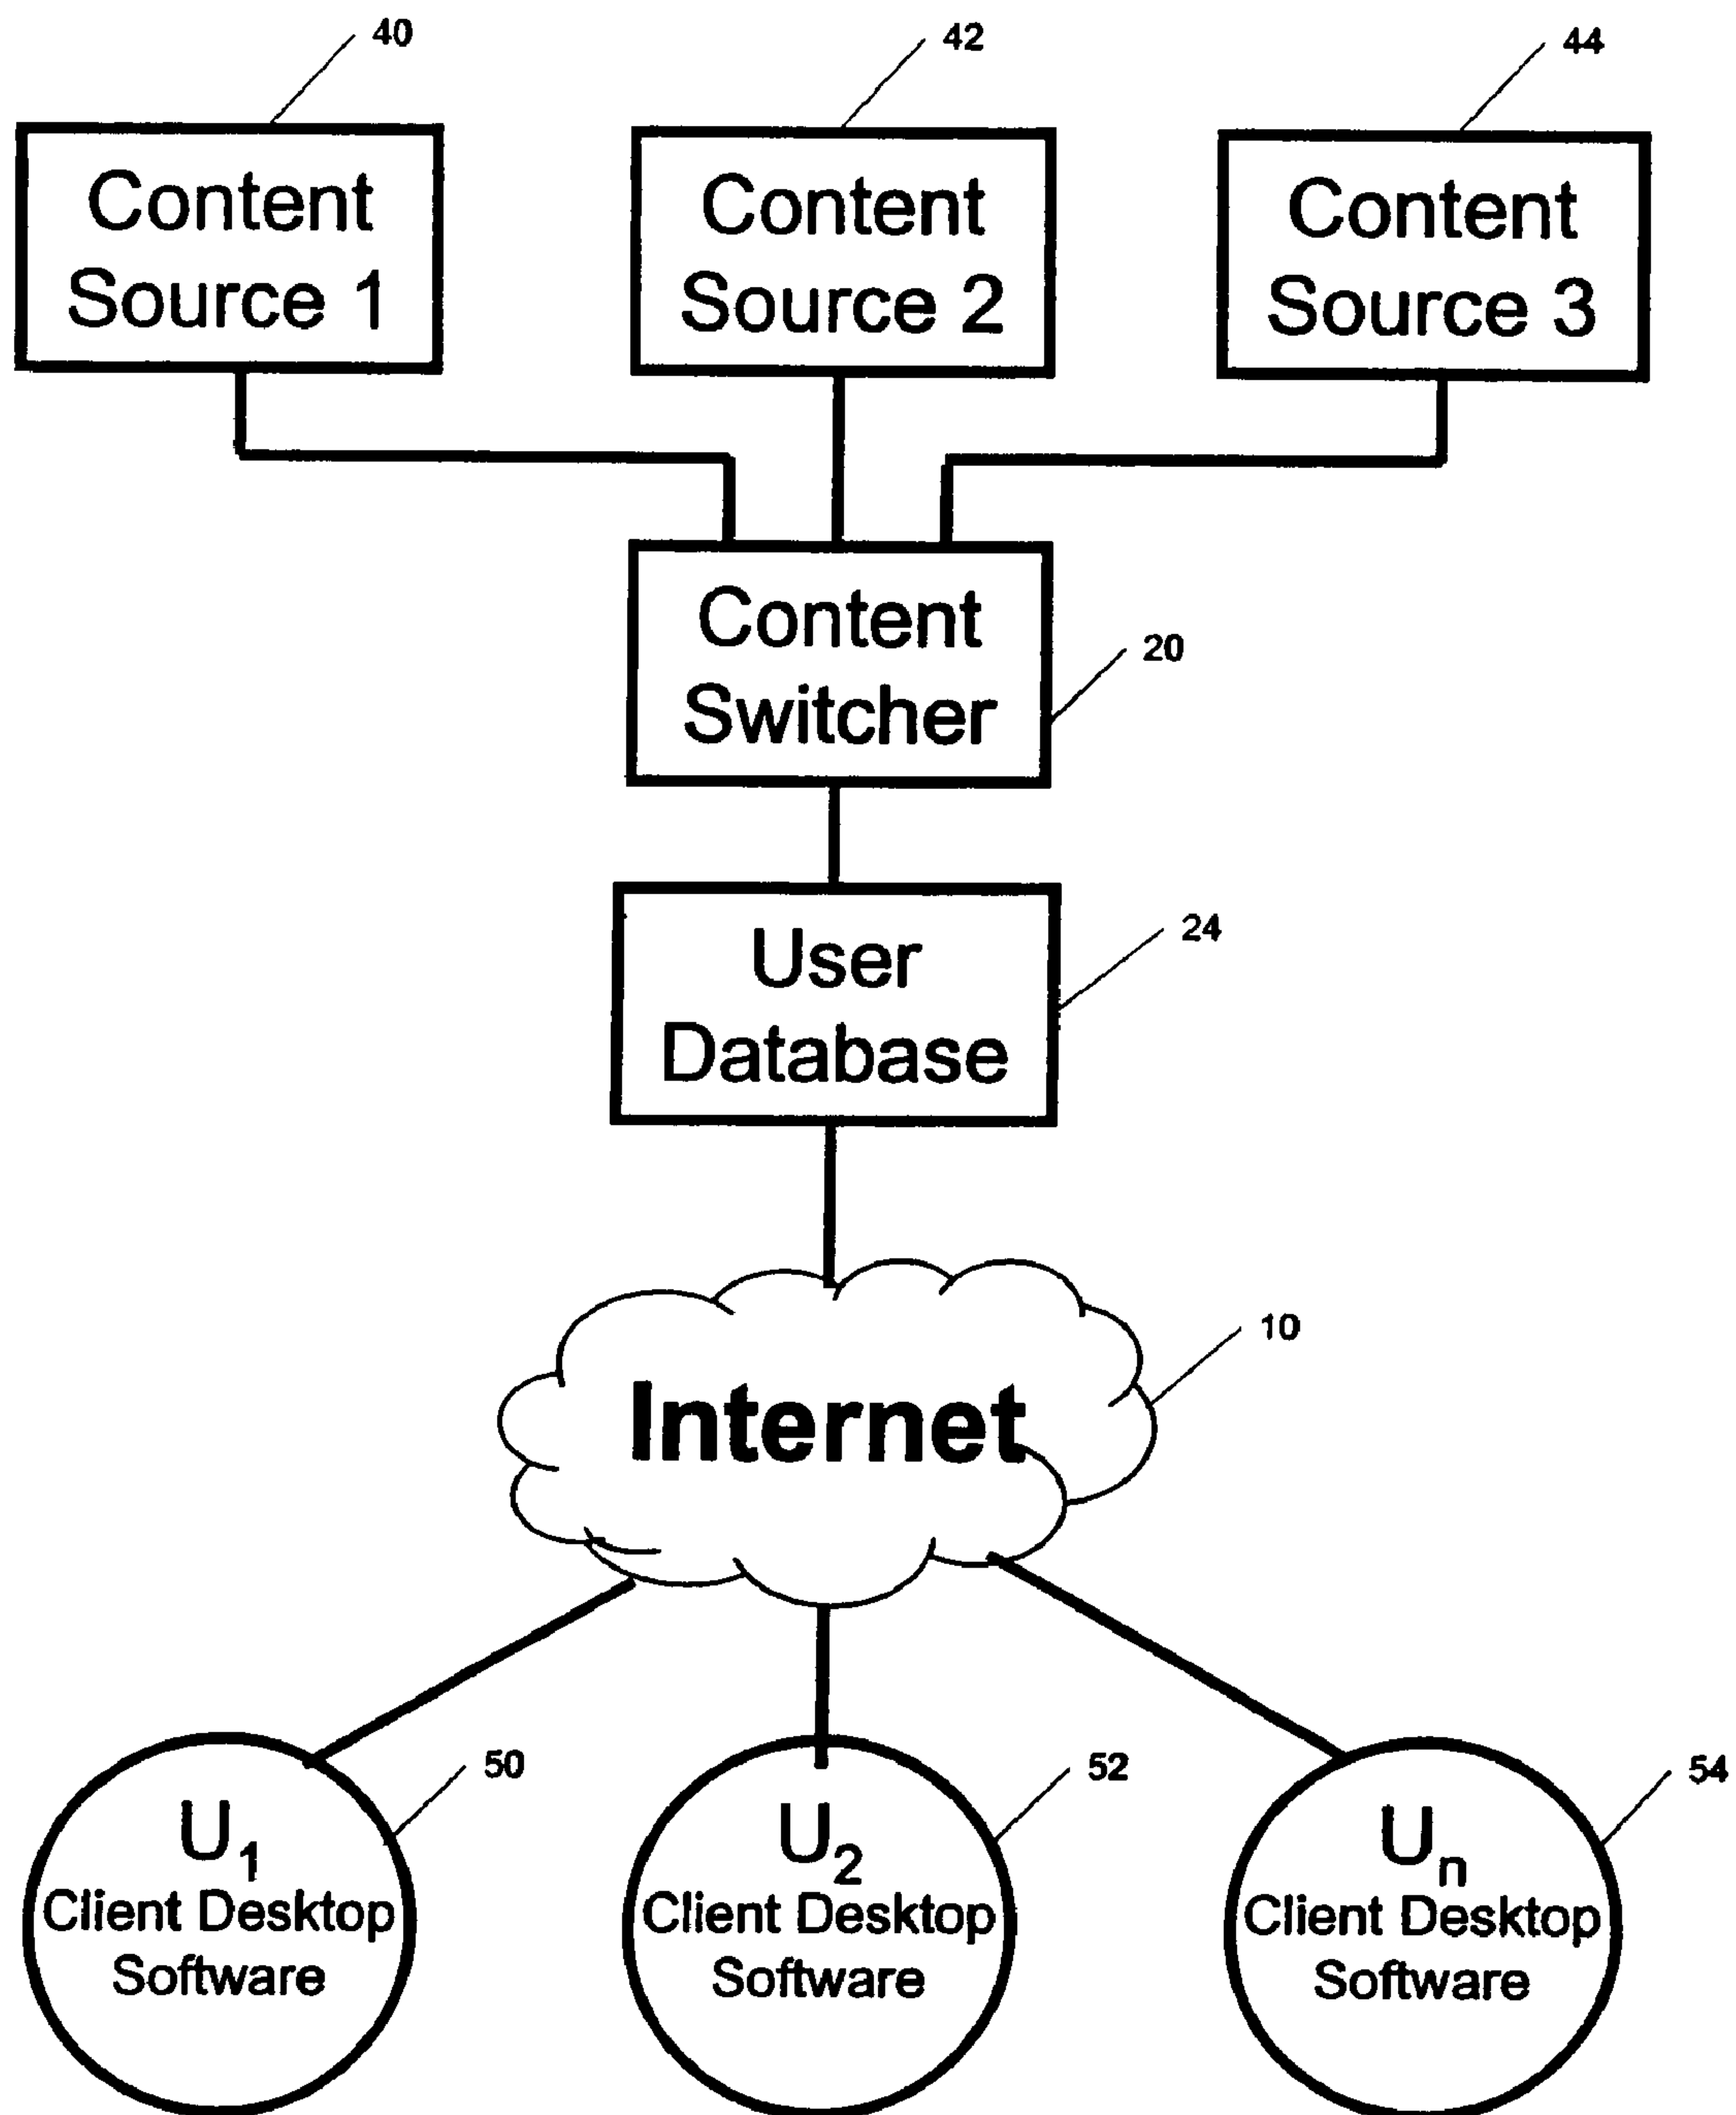 40
42
44
Content
Source 1
Content
Source 2
Content
Source 3
Content
Switcher
20
User
Database
24
10
Internet
50
52
54
U1
Client Desktop
Software
U2
Client Desktop
Software
Un
Client Desktop
Software